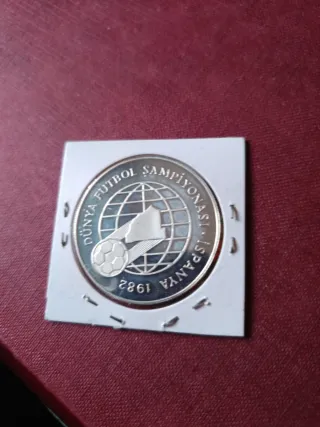 DÜNYA FUTBOL ŞAMPİYONASI · İSPANYA 1982